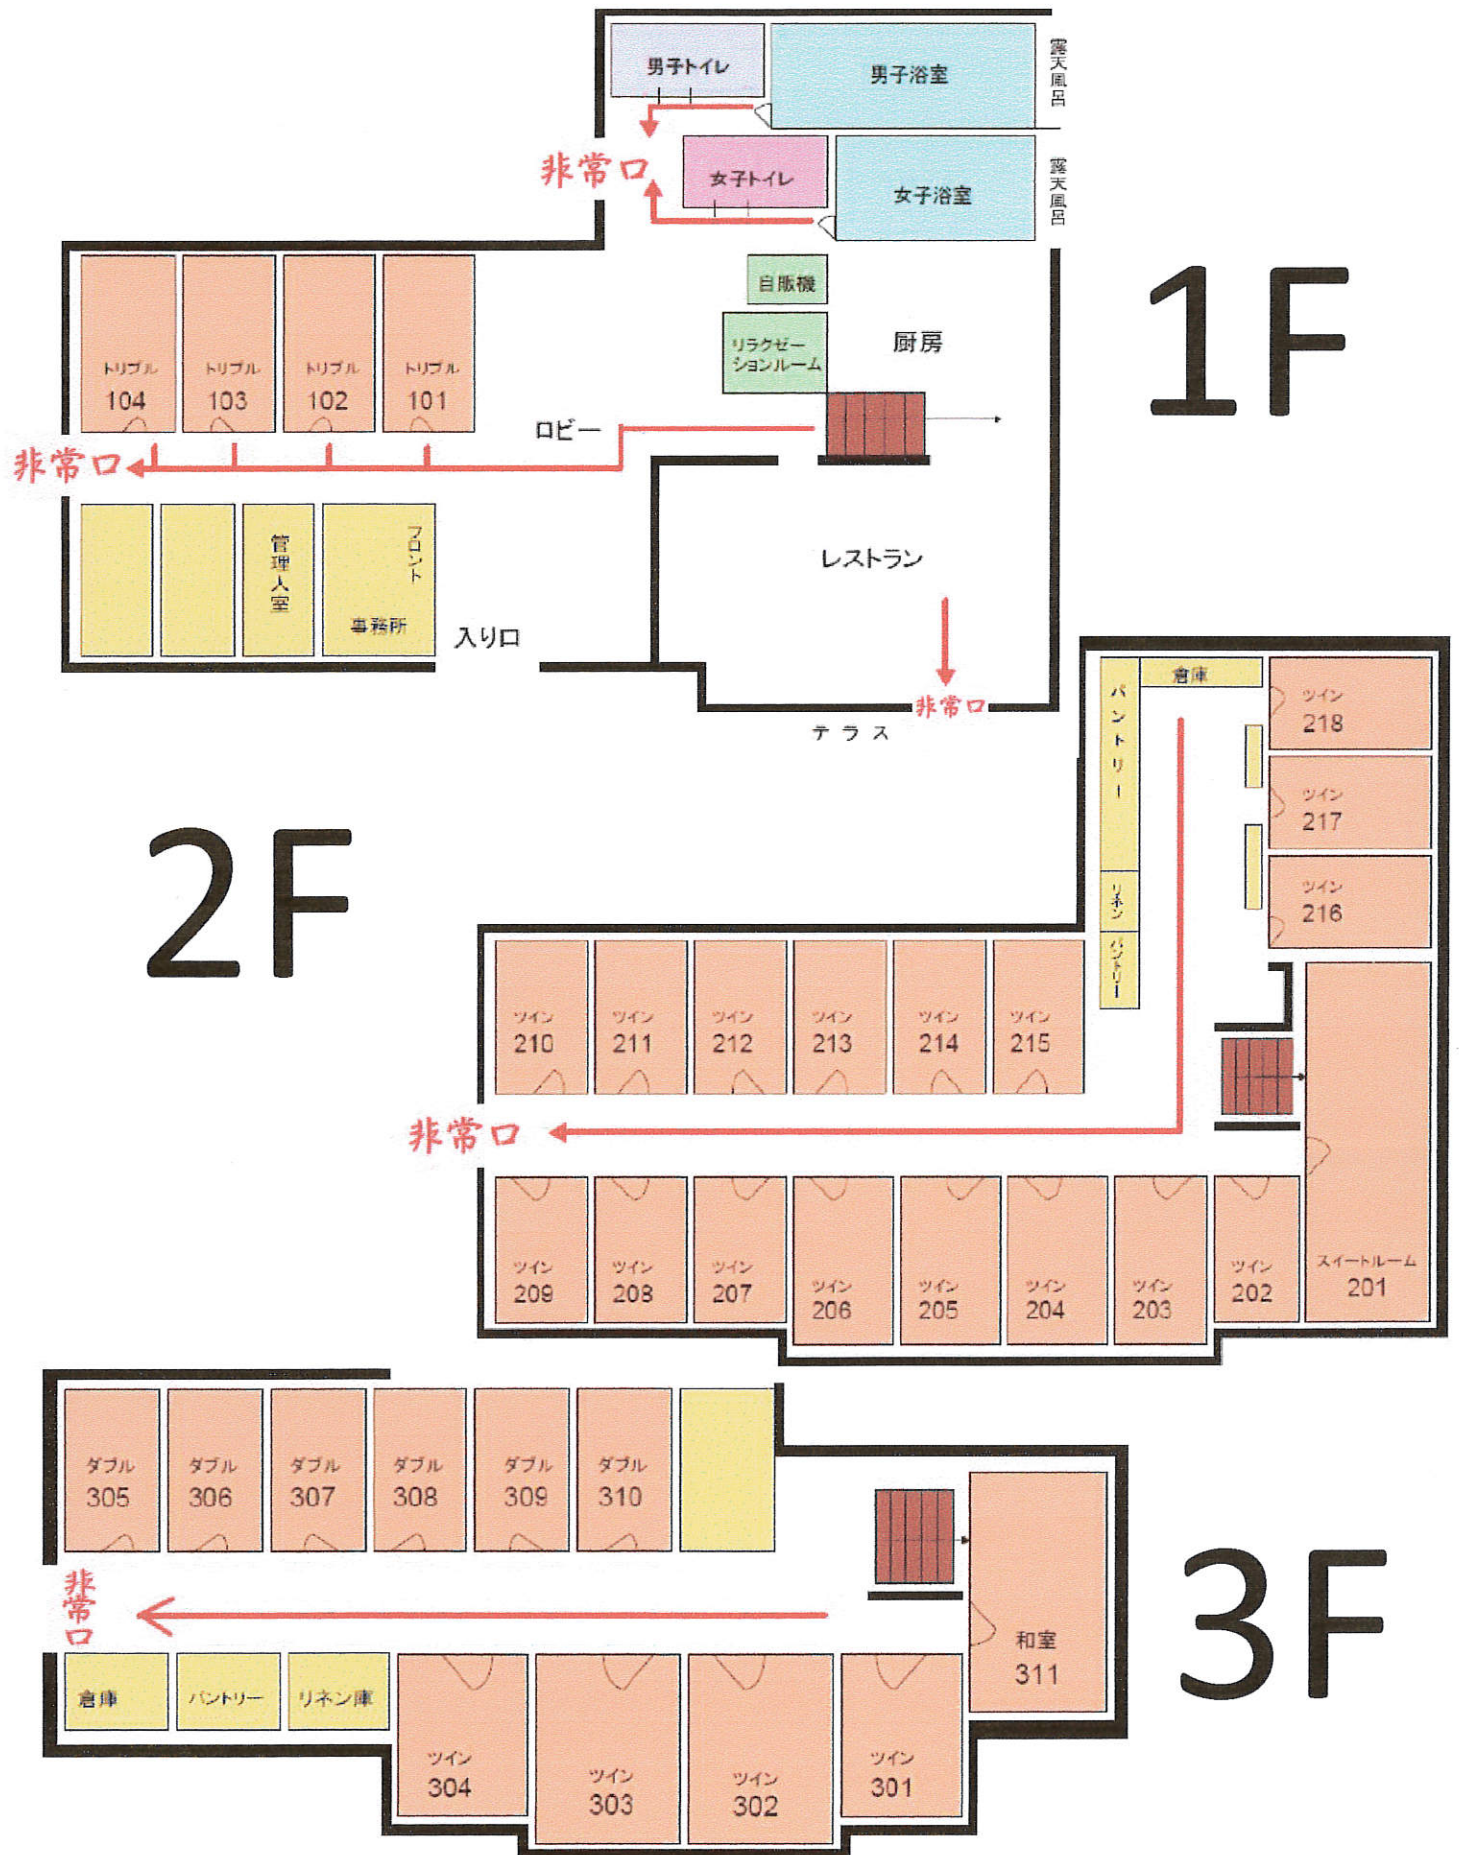 男子トイレ
男子浴室
露天風呂
非常口
女子トイレ
女子浴室
露天風呂
1F
自販機
リラクゼー
ションルーム
厨房
トリプル
104
トリプル
103
トリプル
102
トリプル
101
ロビー
非常口
管理人室
フロント
事務所
入り口
レストラン
非常口
テラス
2F
パントリー
倉庫
ツイン
218
ツイン
217
ツイン
216
リネン
パントリー
ツイン
210
ツイン
211
ツイン
212
ツイン
213
ツイン
214
ツイン
215
非常口
ツイン
209
ツイン
208
ツイン
207
ツイン
206
ツイン
205
ツイン
204
ツイン
203
ツイン
202
スイートルーム
201
3F
ダブル
305
ダブル
306
ダブル
307
ダブル
308
ダブル
309
ダブル
310
非常口
和室
311
倉庫
パントリー
リネン庫
ツイン
304
ツイン
303
ツイン
302
ツイン
301